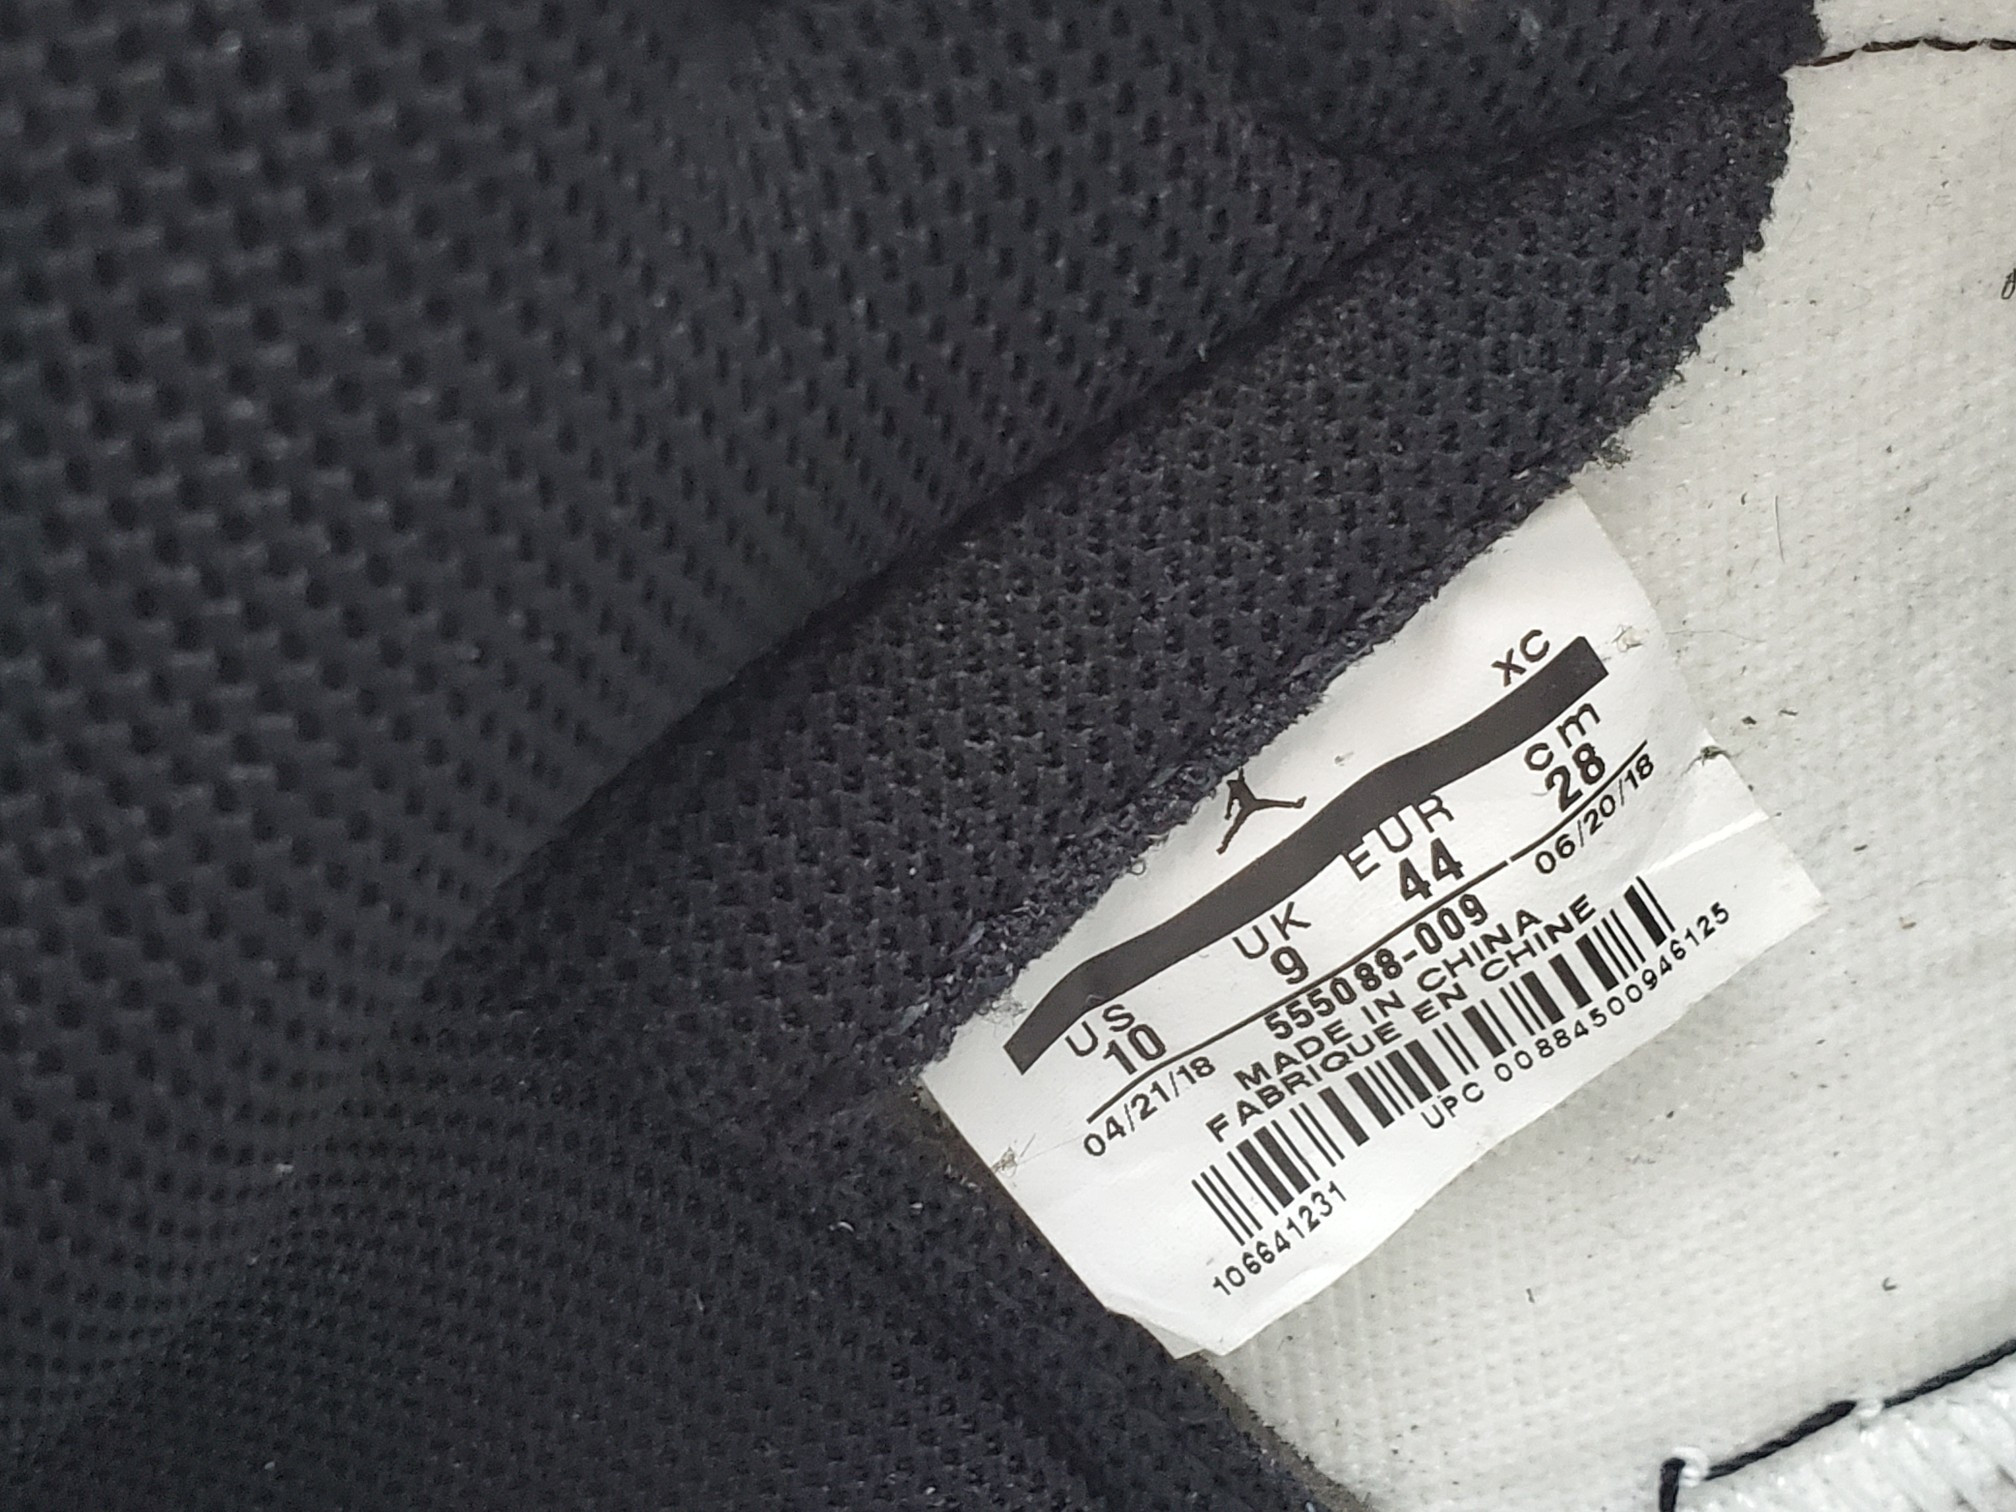 XC
US UK EUR cm
10 9 44 28
04/21/18 555088-009 06/20/18
MADE IN CHINA
FABRIQUE EN CHINE
UPC 00884500946125
106641231